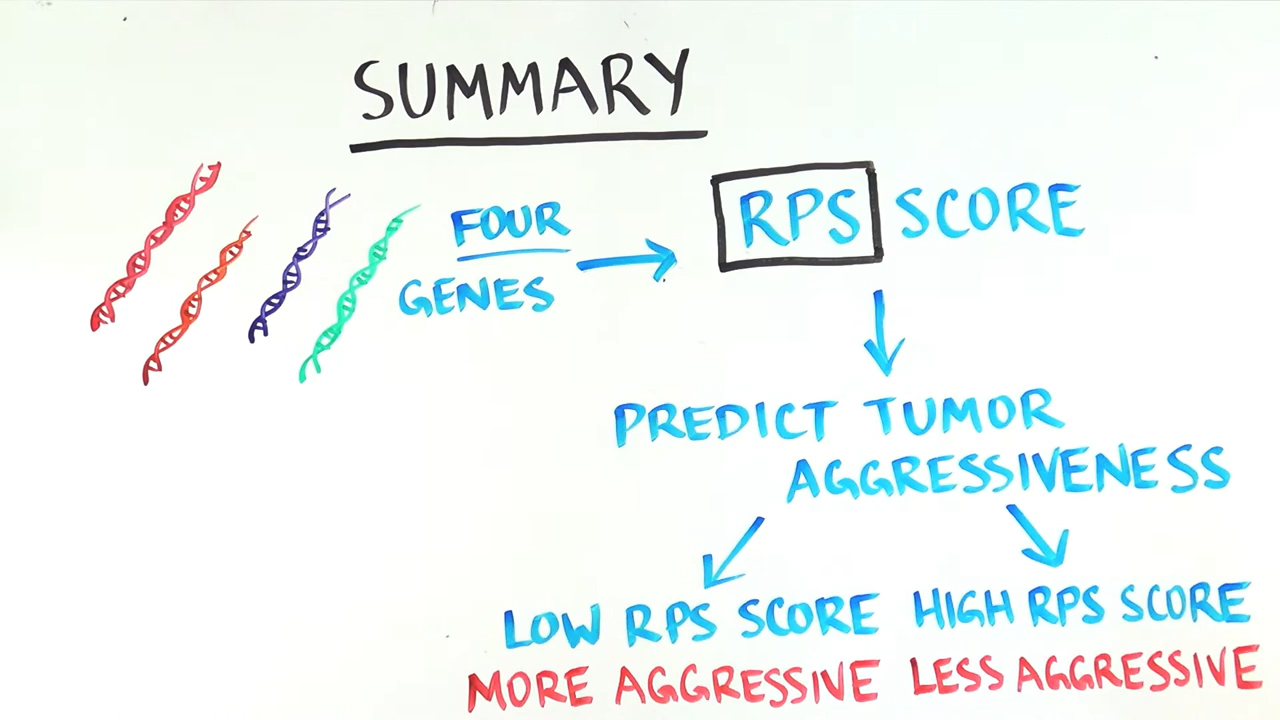 SUMMARY
FOUR
GENES
RPS SCORE
PREDICT TUMOR
AGGRESSIVENESS
LOW RPS SCORE
MORE AGGRESSIVE
HIGH RPS SCORE
LESS AGGRESSIVE